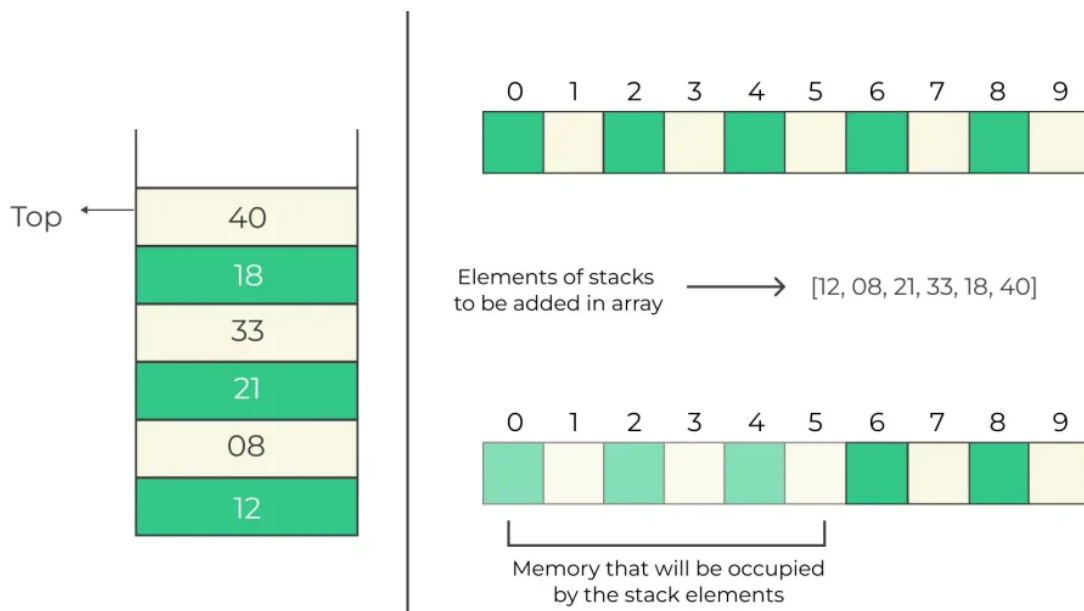 Top
40
18
33
21
08
12
0 1 2 3 4 5 6 7 8 9
Elements of stacks
to be added in array
[12, 08, 21, 33, 18, 40]
0 1 2 3 4 5 6 7 8 9
Memory that will be occupied
by the stack elements